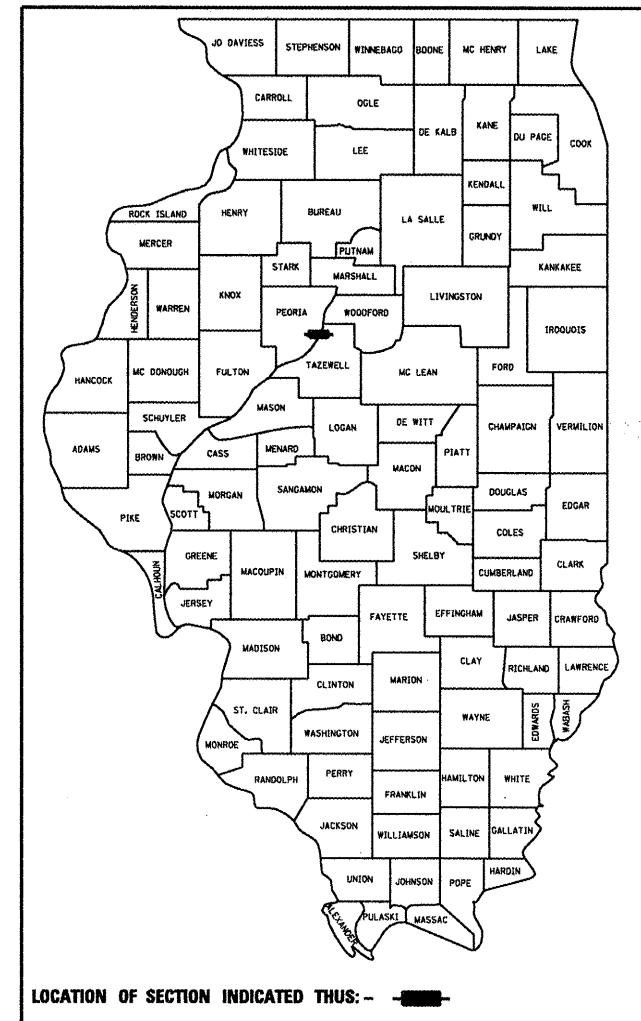 JO DAVIESS
STEPHENSON
WINNEBAGO
BOONE
MC HENRY
LAKE
CARROLL
OGLE
DE KALB
KANE
DU PAGE
COOK
WHITESIDE
LEE
KENDALL
WILL
ROCK ISLAND
HENRY
BUREAU
LA SALLE
GRUNDY
MERCER
PUTNAM
STARK
MARSHALL
KANKAKEE
HENDERSON
WARREN
KNOX
PEORIA
WOODFORD
LIVINGSTON
IROQUOIS
HANCOCK
MC DONOUGH
FULTON
TAZEWELL
MC LEAN
FORD
SCHUYLER
MASON
LOGAN
DE WITT
CHAMPAIGN
VERMILION
ADAMS
BROWN
CASS
MENARD
MACON
PIATT
PIKE
SCOTT
MORGAN
SANGAMON
CHRISTIAN
MOULTRIE
DOUGLAS
EDGAR
COLES
CALHOUN
GREENE
MACOUPIN
MONTGOMERY
SHELBY
CUMBERLAND
CLARK
JERSEY
FAYETTE
EFFINGHAM
JASPER
CRAWFORD
MADISON
BOND
CLAY
RICHLAND
LAWRENCE
CLINTON
MARION
ST. CLAIR
WAYNE
EDWARDS
WABASH
MONROE
WASHINGTON
JEFFERSON
RANDOLPH
PERRY
HAMILTON
WHITE
FRANKLIN
JACKSON
WILLIAMSON
SALINE
GALLATIN
UNION
JOHNSON
POPE
HARDIN
ALEXANDER
PULASKI
MASSAC
LOCATION OF SECTION INDICATED THUS: -